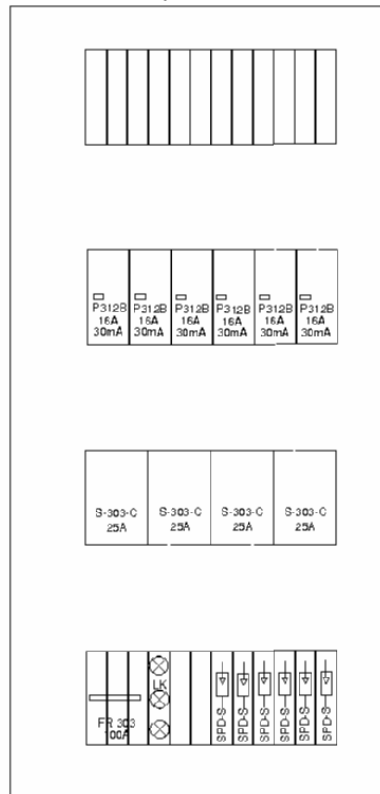 P312B P312B P312B P312B P312B P312B
16A 16A 16A 16A 16A 16A
30mA 30mA 30mA 30mA 30mA 30mA
S-303-C S-303-C S-303-C S-303-C
25A 25A 25A 25A
LK
FR 303
100A
SPD-S SPD-S SPD-S SPD-S SPD-S SPD-S